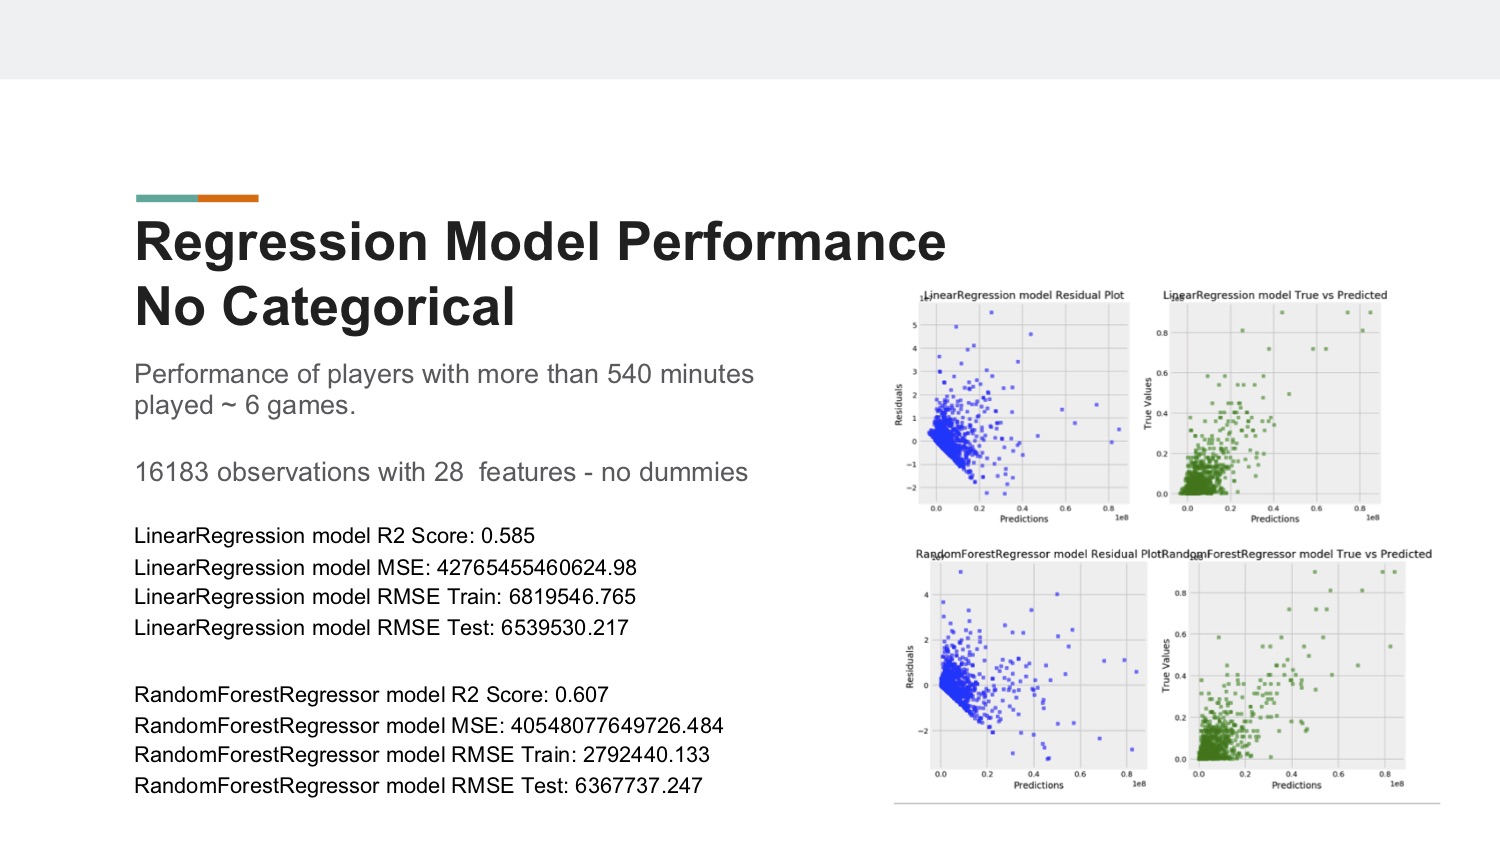 Regression Model Performance
No Categorical
Performance of players with more than 540 minutes
played ~ 6 games.
16183 observations with 28 features - no dummies
LinearRegression model R2 Score: 0.585
LinearRegression model MSE: 42765455460624.98
LinearRegression model RMSE Train: 6819546.765
LinearRegression model RMSE Test: 6539530.217
RandomForestRegressor model R2 Score: 0.607
RandomForestRegressor model MSE: 40548077649726.484
RandomForestRegressor model RMSE Train: 2792440.133
RandomForestRegressor model RMSE Test: 6367737.247
LinearRegression model Residual Plot
1e7
5
4
3
2
1
0
−1
−2
Residuals
0.0 0.2 0.4 0.6 0.8
1e8
Predictions
LinearRegression model True vs Predicted
1e8
0.8
0.6
0.4
0.2
0.0
True Values
0.0 0.2 0.4 0.6 0.8
1e8
Predictions
RandomForestRegressor model Residual Plot
1e7
4
2
0
−2
Residuals
0.0 0.2 0.4 0.6 0.8
1e8
Predictions
RandomForestRegressor model True vs Predicted
1e8
0.8
0.6
0.4
0.2
0.0
True Values
0.0 0.2 0.4 0.6 0.8
1e8
Predictions